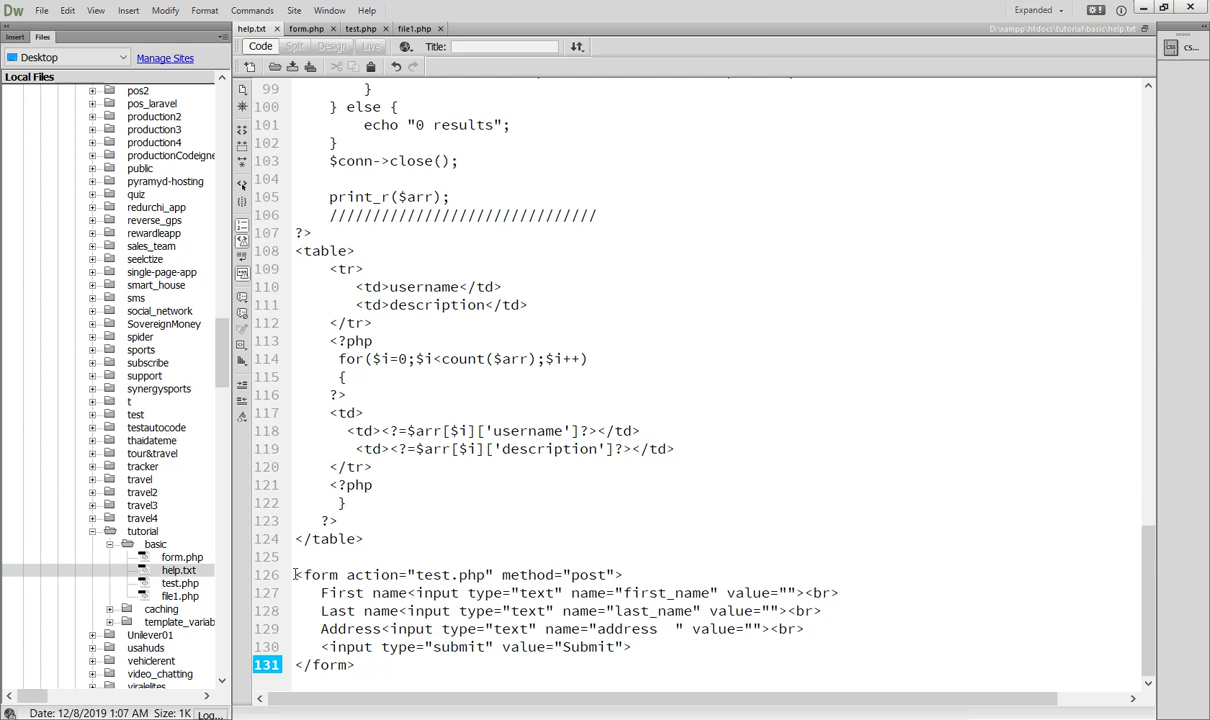 Dw File Edit View Insert Modify Format Commands Site Window Help Expanded
Insert Files
Desktop Manage Sites
Local Files
pos2
pos_laravel
production2
production3
production4
productionCodeigne
public
pyramyd-hosting
quiz
redurchi_app
reverse_gps
rewardleapp
sales_team
seelctize
single-page-app
smart_house
sms
social_network
SovereignMoney
spider
sports
subscribe
support
synergysports
t
test
testautocode
thaidateme
tour&travel
tracker
travel
travel2
travel3
travel4
tutorial
basic
form.php
help.txt
test.php
file1.php
caching
template_variab
Unilever01
usahuds
vehiclerent
video_chatting
viralelites
Date: 12/8/2019 1:07 AM Size: 1K Log...
help.txt × form.php × test.php × file1.php × D:\xampp\htdocs\tutorial\basic\help.txt
Code Split Design Live Title:
CSS cs...
99 }
100 } else {
101 echo "0 results";
102 }
103 $conn->close();
104
105 print_r($arr);
106 ///////////////////////////////
107 ?>
108 <table>
109 <tr>
110 <td>username</td>
111 <td>description</td>
112 </tr>
113 <?php
114 for($i=0;$i<count($arr);$i++)
115 {
116 ?>
117 <td>
118 <td><?=$arr[$i]['username']?></td>
119 <td><?=$arr[$i]['description']?></td>
120 </tr>
121 <?php
122 }
123 ?>
124 </table>
125
126 <form action="test.php" method="post">
127 First name<input type="text" name="first_name" value=""><br>
128 Last name<input type="text" name="last_name" value=""><br>
129 Address<input type="text" name="address  " value=""><br>
130 <input type="submit" value="Submit">
131 </form>